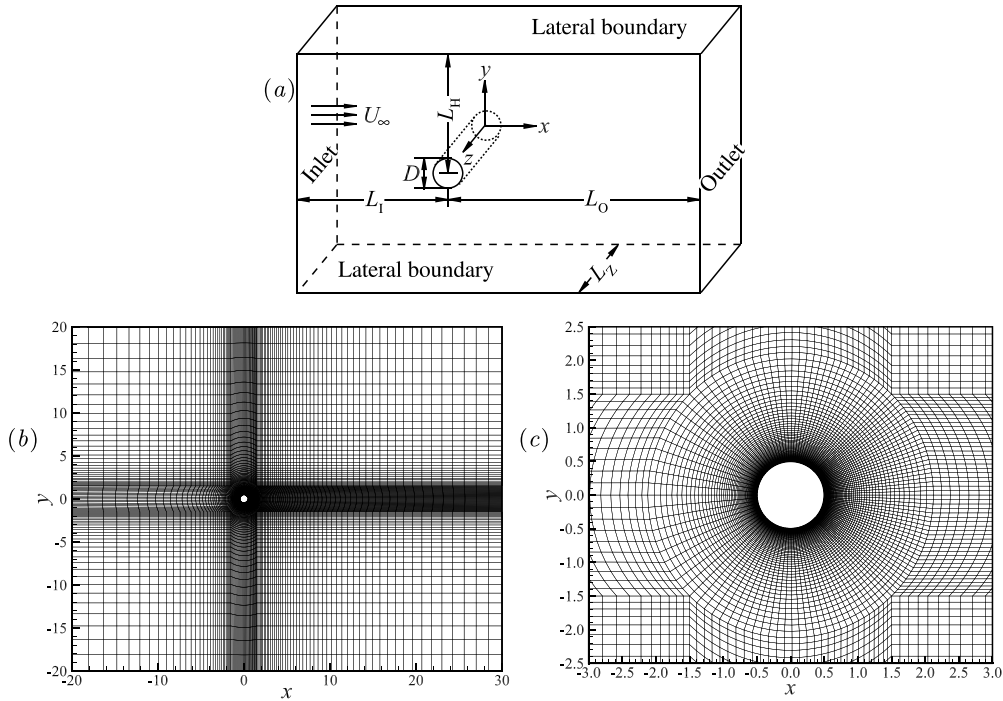 (a)
Lateral boundary
U∞
Inlet
L_H
y
x
z
D
L_I
L_O
Outlet
Lateral boundary
L_Z
(b)
y
20
15
10
5
0
-5
-10
-15
-20
-20 -10 0 10 20 30
x
(c)
y
2.5
2.0
1.5
1.0
0.5
0.0
-0.5
-1.0
-1.5
-2.0
-2.5
-3.0 -2.5 -2.0 -1.5 -1.0 -0.5 0.0 0.5 1.0 1.5 2.0 2.5 3.0
x